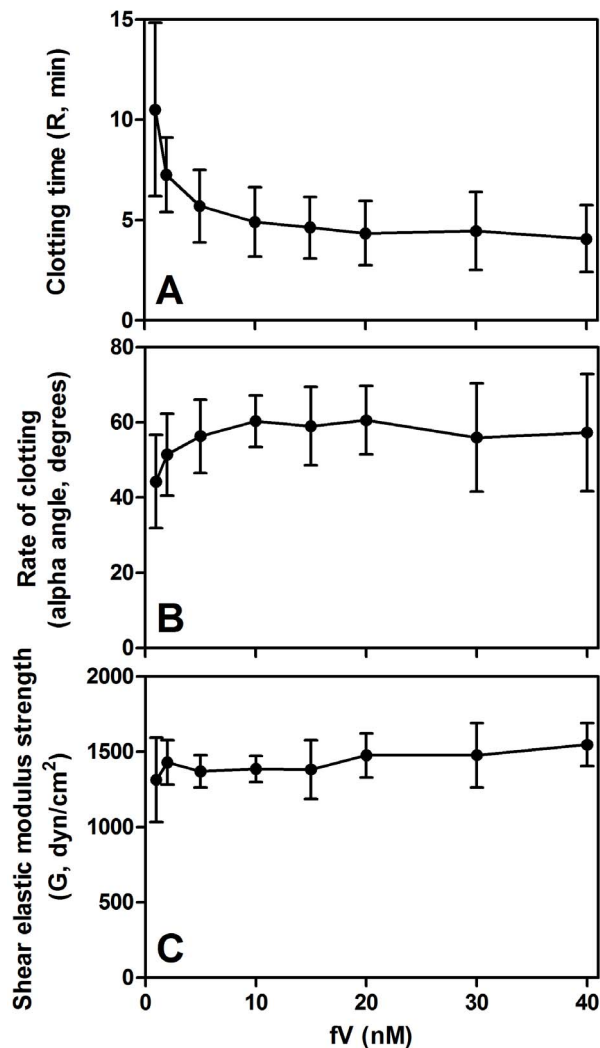 Clotting time (R, min)
15
10
5
0
A
Rate of clotting
(alpha angle, degrees)
80
60
40
20
0
B
Shear elastic modulus strength
(G, dyn/cm²)
2000
1500
1000
500
0
C
0 10 20 30 40
fV (nM)